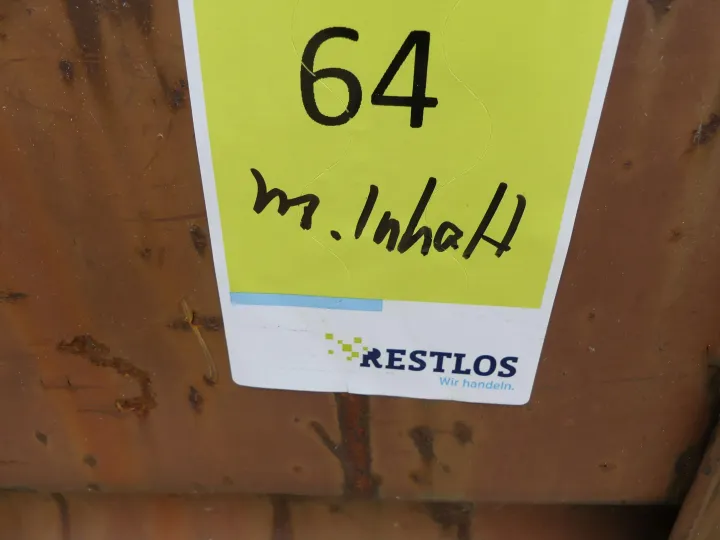 64
m. Inhalt
RESTLOS
Wir handeln.